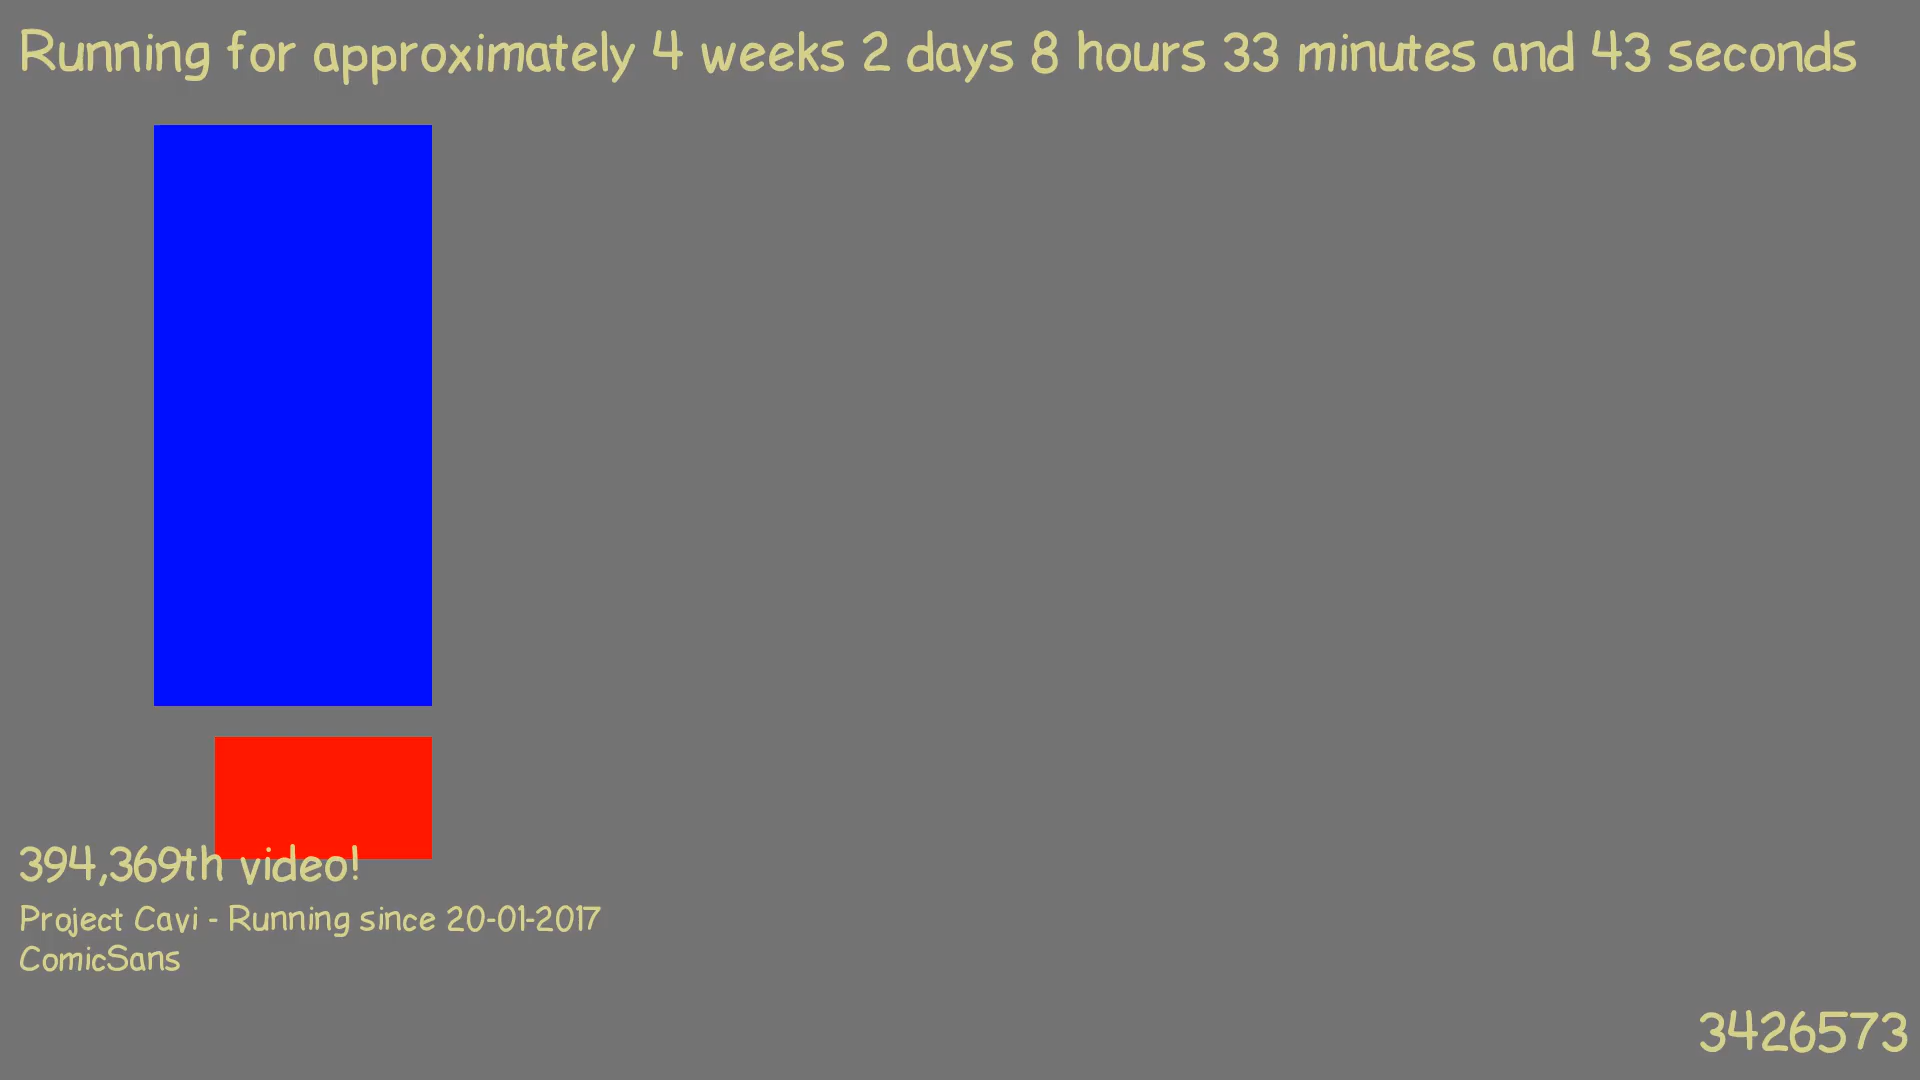 Running for approximately 4 weeks 2 days 8 hours 33 minutes and 43 seconds
394,369th video!
Project Cavi - Running since 20-01-2017
ComicSans
3426573